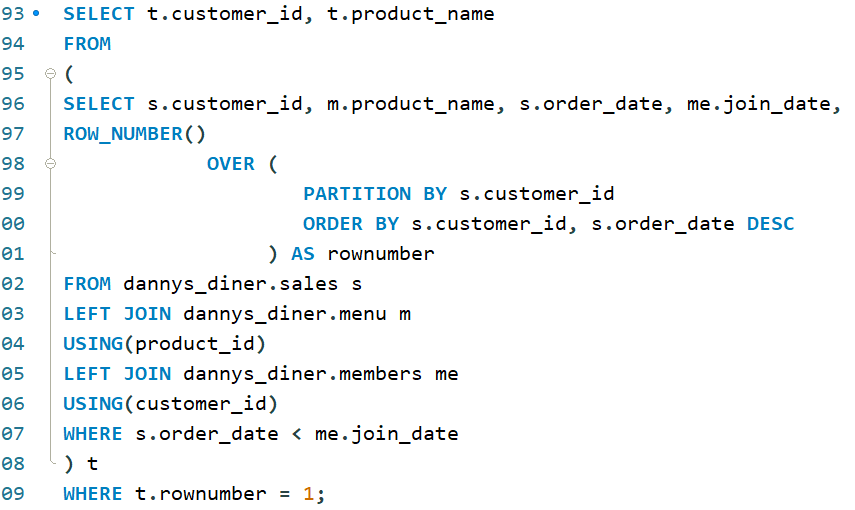 93 SELECT t.customer_id, t.product_name
94 FROM
95 (
96 SELECT s.customer_id, m.product_name, s.order_date, me.join_date,
97 ROW_NUMBER()
98 OVER (
99 PARTITION BY s.customer_id
00 ORDER BY s.customer_id, s.order_date DESC
01 ) AS rownumber
02 FROM dannys_diner.sales s
03 LEFT JOIN dannys_diner.menu m
04 USING(product_id)
05 LEFT JOIN dannys_diner.members me
06 USING(customer_id)
07 WHERE s.order_date < me.join_date
08 ) t
09 WHERE t.rownumber = 1;